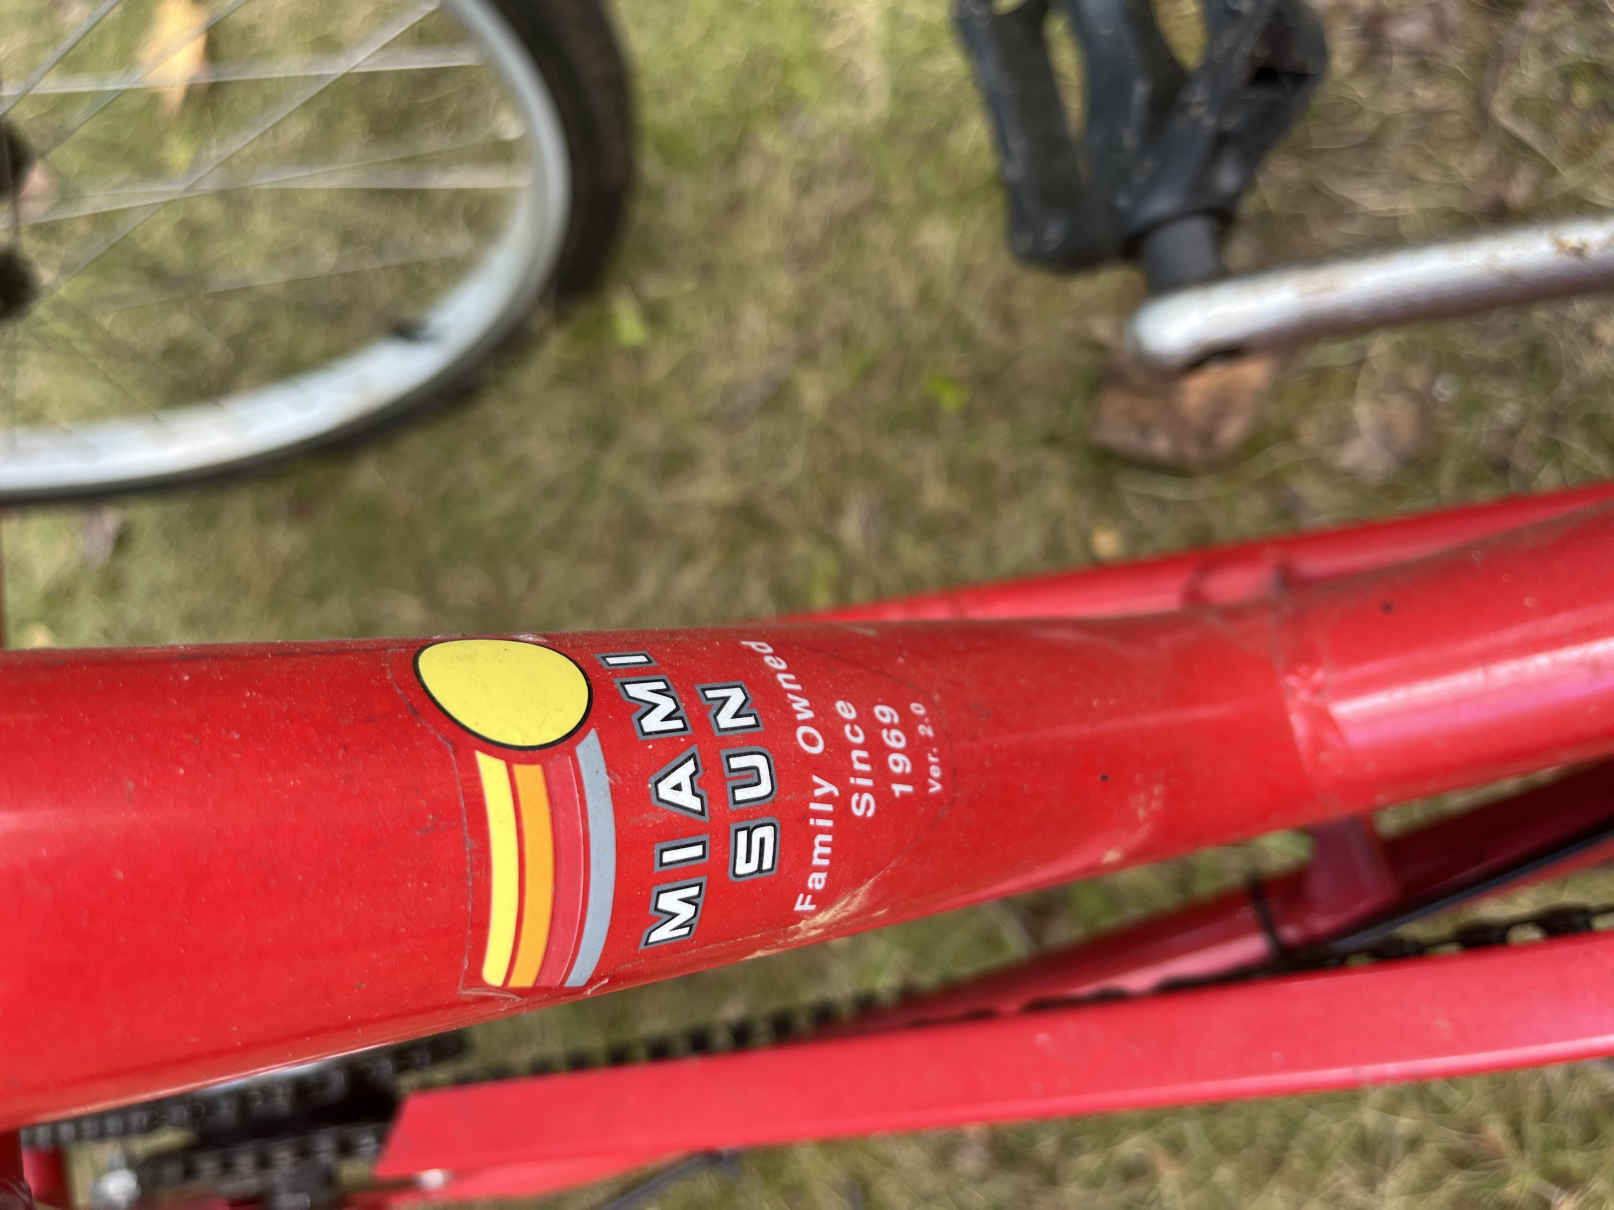 MIAMI
SUN
Family Owned
Since
1969
ver. 2.0